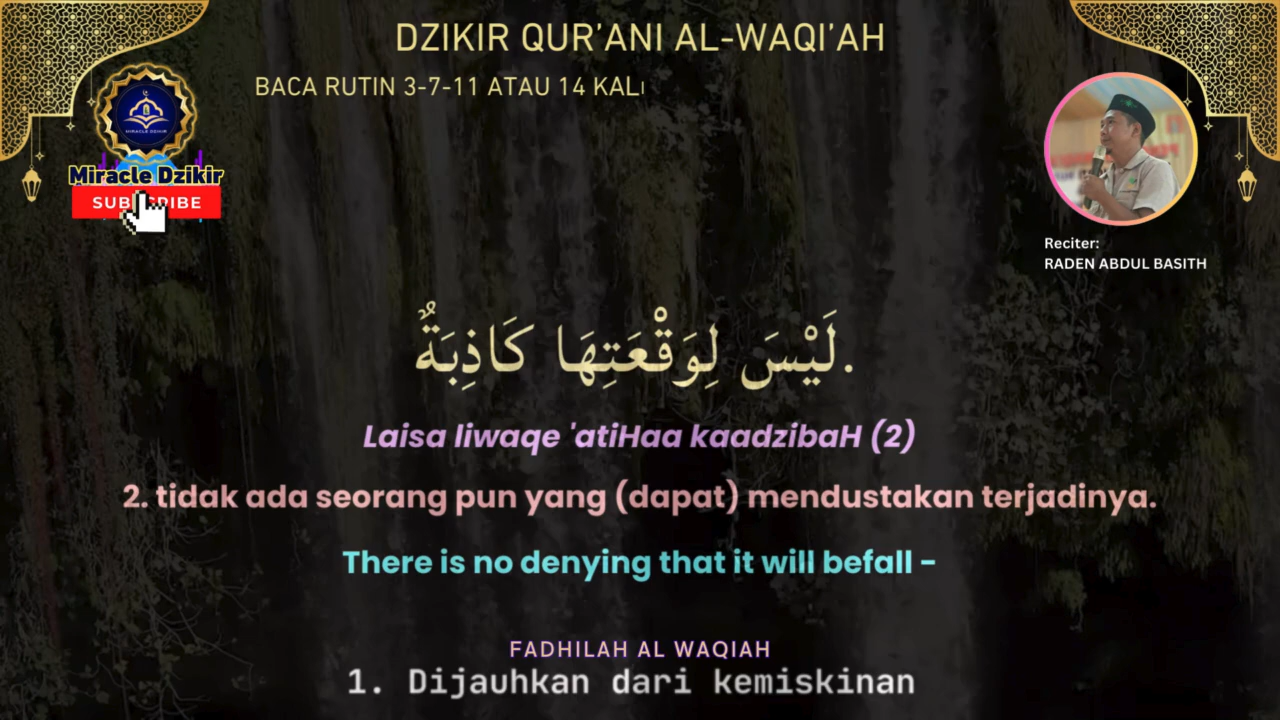 DZIKIR QUR'ANI AL-WAQI'AH
BACA RUTIN 3-7-11 ATAU 14 KALI
MIRACLE DZIKIR
Miracle Dzikir
SUBSCRIBE
Reciter:
RADEN ABDUL BASITH
لَيْسَ لِوَقْعَتِهَا كَاذِبَةٌ.
Laisa liwaqe 'atiHaa kaadzibaH (2)
2. tidak ada seorang pun yang (dapat) mendustakan terjadinya.
There is no denying that it will befall –
FADHILAH AL WAQIAH
1. Dijauhkan dari kemiskinan